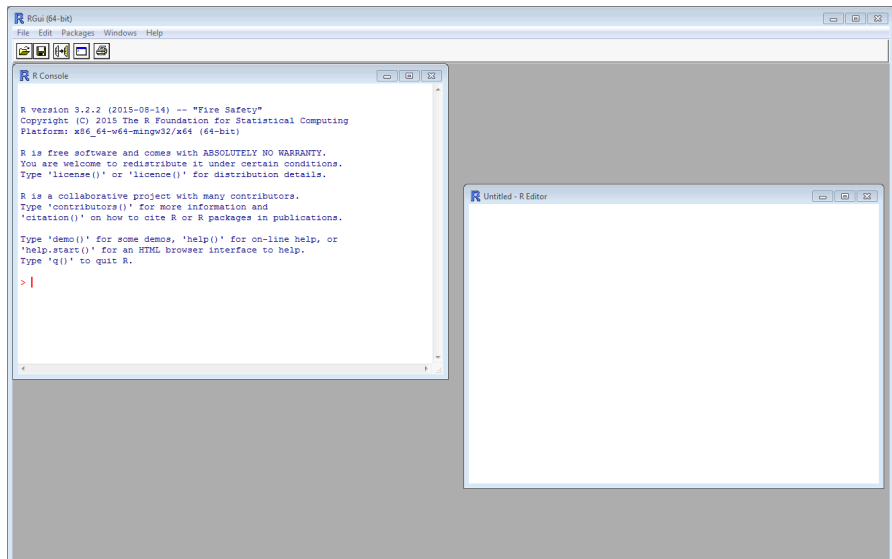 RGui (64-bit)
File Edit Packages Windows Help
R Console
R version 3.2.2 (2015-08-14) -- "Fire Safety"
Copyright (C) 2015 The R Foundation for Statistical Computing
Platform: x86_64-w64-mingw32/x64 (64-bit)
R is free software and comes with ABSOLUTELY NO WARRANTY.
You are welcome to redistribute it under certain conditions.
Type 'license()' or 'licence()' for distribution details.
R is a collaborative project with many contributors.
Type 'contributors()' for more information and
'citation()' on how to cite R or R packages in publications.
Type 'demo()' for some demos, 'help()' for on-line help, or
'help.start()' for an HTML browser interface to help.
Type 'q()' to quit R.
>
Untitled - R Editor